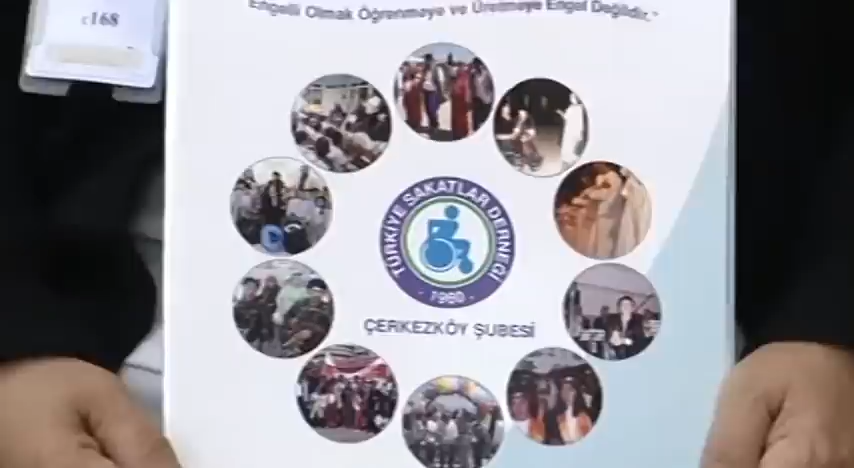 c168
Engelli Olmak Öğrenmeye ve Üretmeye Engel Değildir."
TÜRKİYE SAKATLAR DERNEĞİ
- 1960 -
ÇERKEZKÖY ŞUBESİ